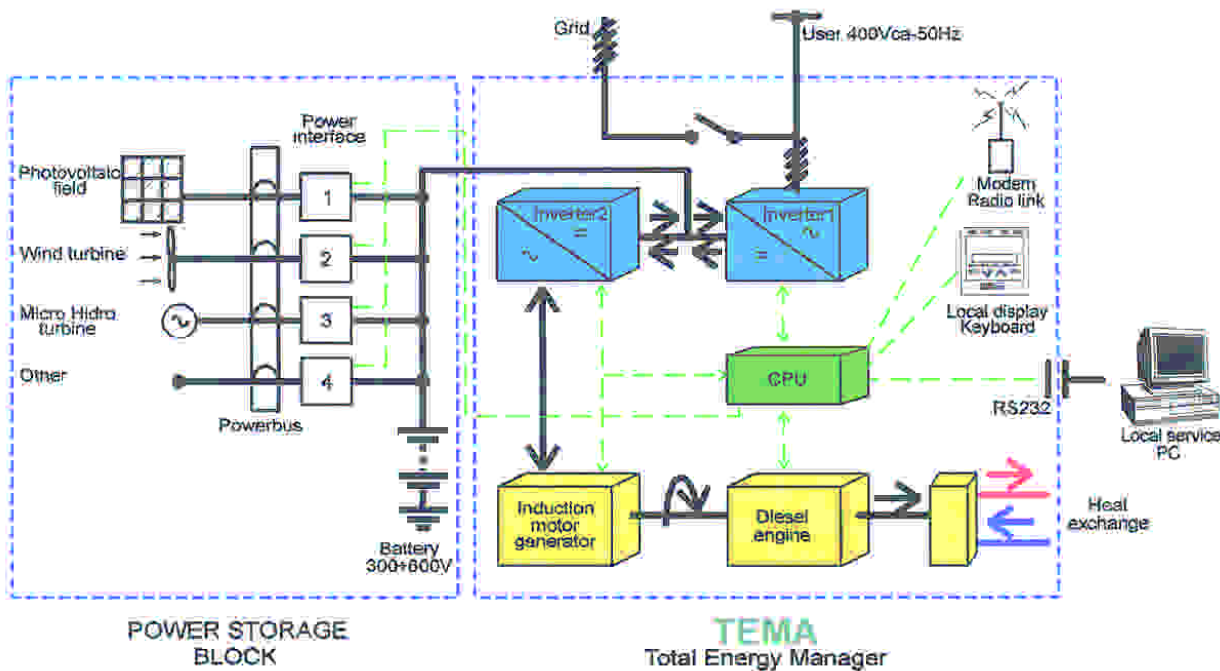 Grid
User 400Vca-50Hz
Power
interface
Photovoltaic
field
1
Wind turbine
2
Micro Hidro
turbine
3
Other
4
Powerbus
Battery
300+600V
Inverter2
=
~
Inverter1
~
=
Modem
Radio link
Local display
Keyboard
CPU
RS232
Local service
PC
Induction
motor
generator
Diesel
engine
Heat
exchange
POWER STORAGE
BLOCK
TEMA
Total Energy Manager